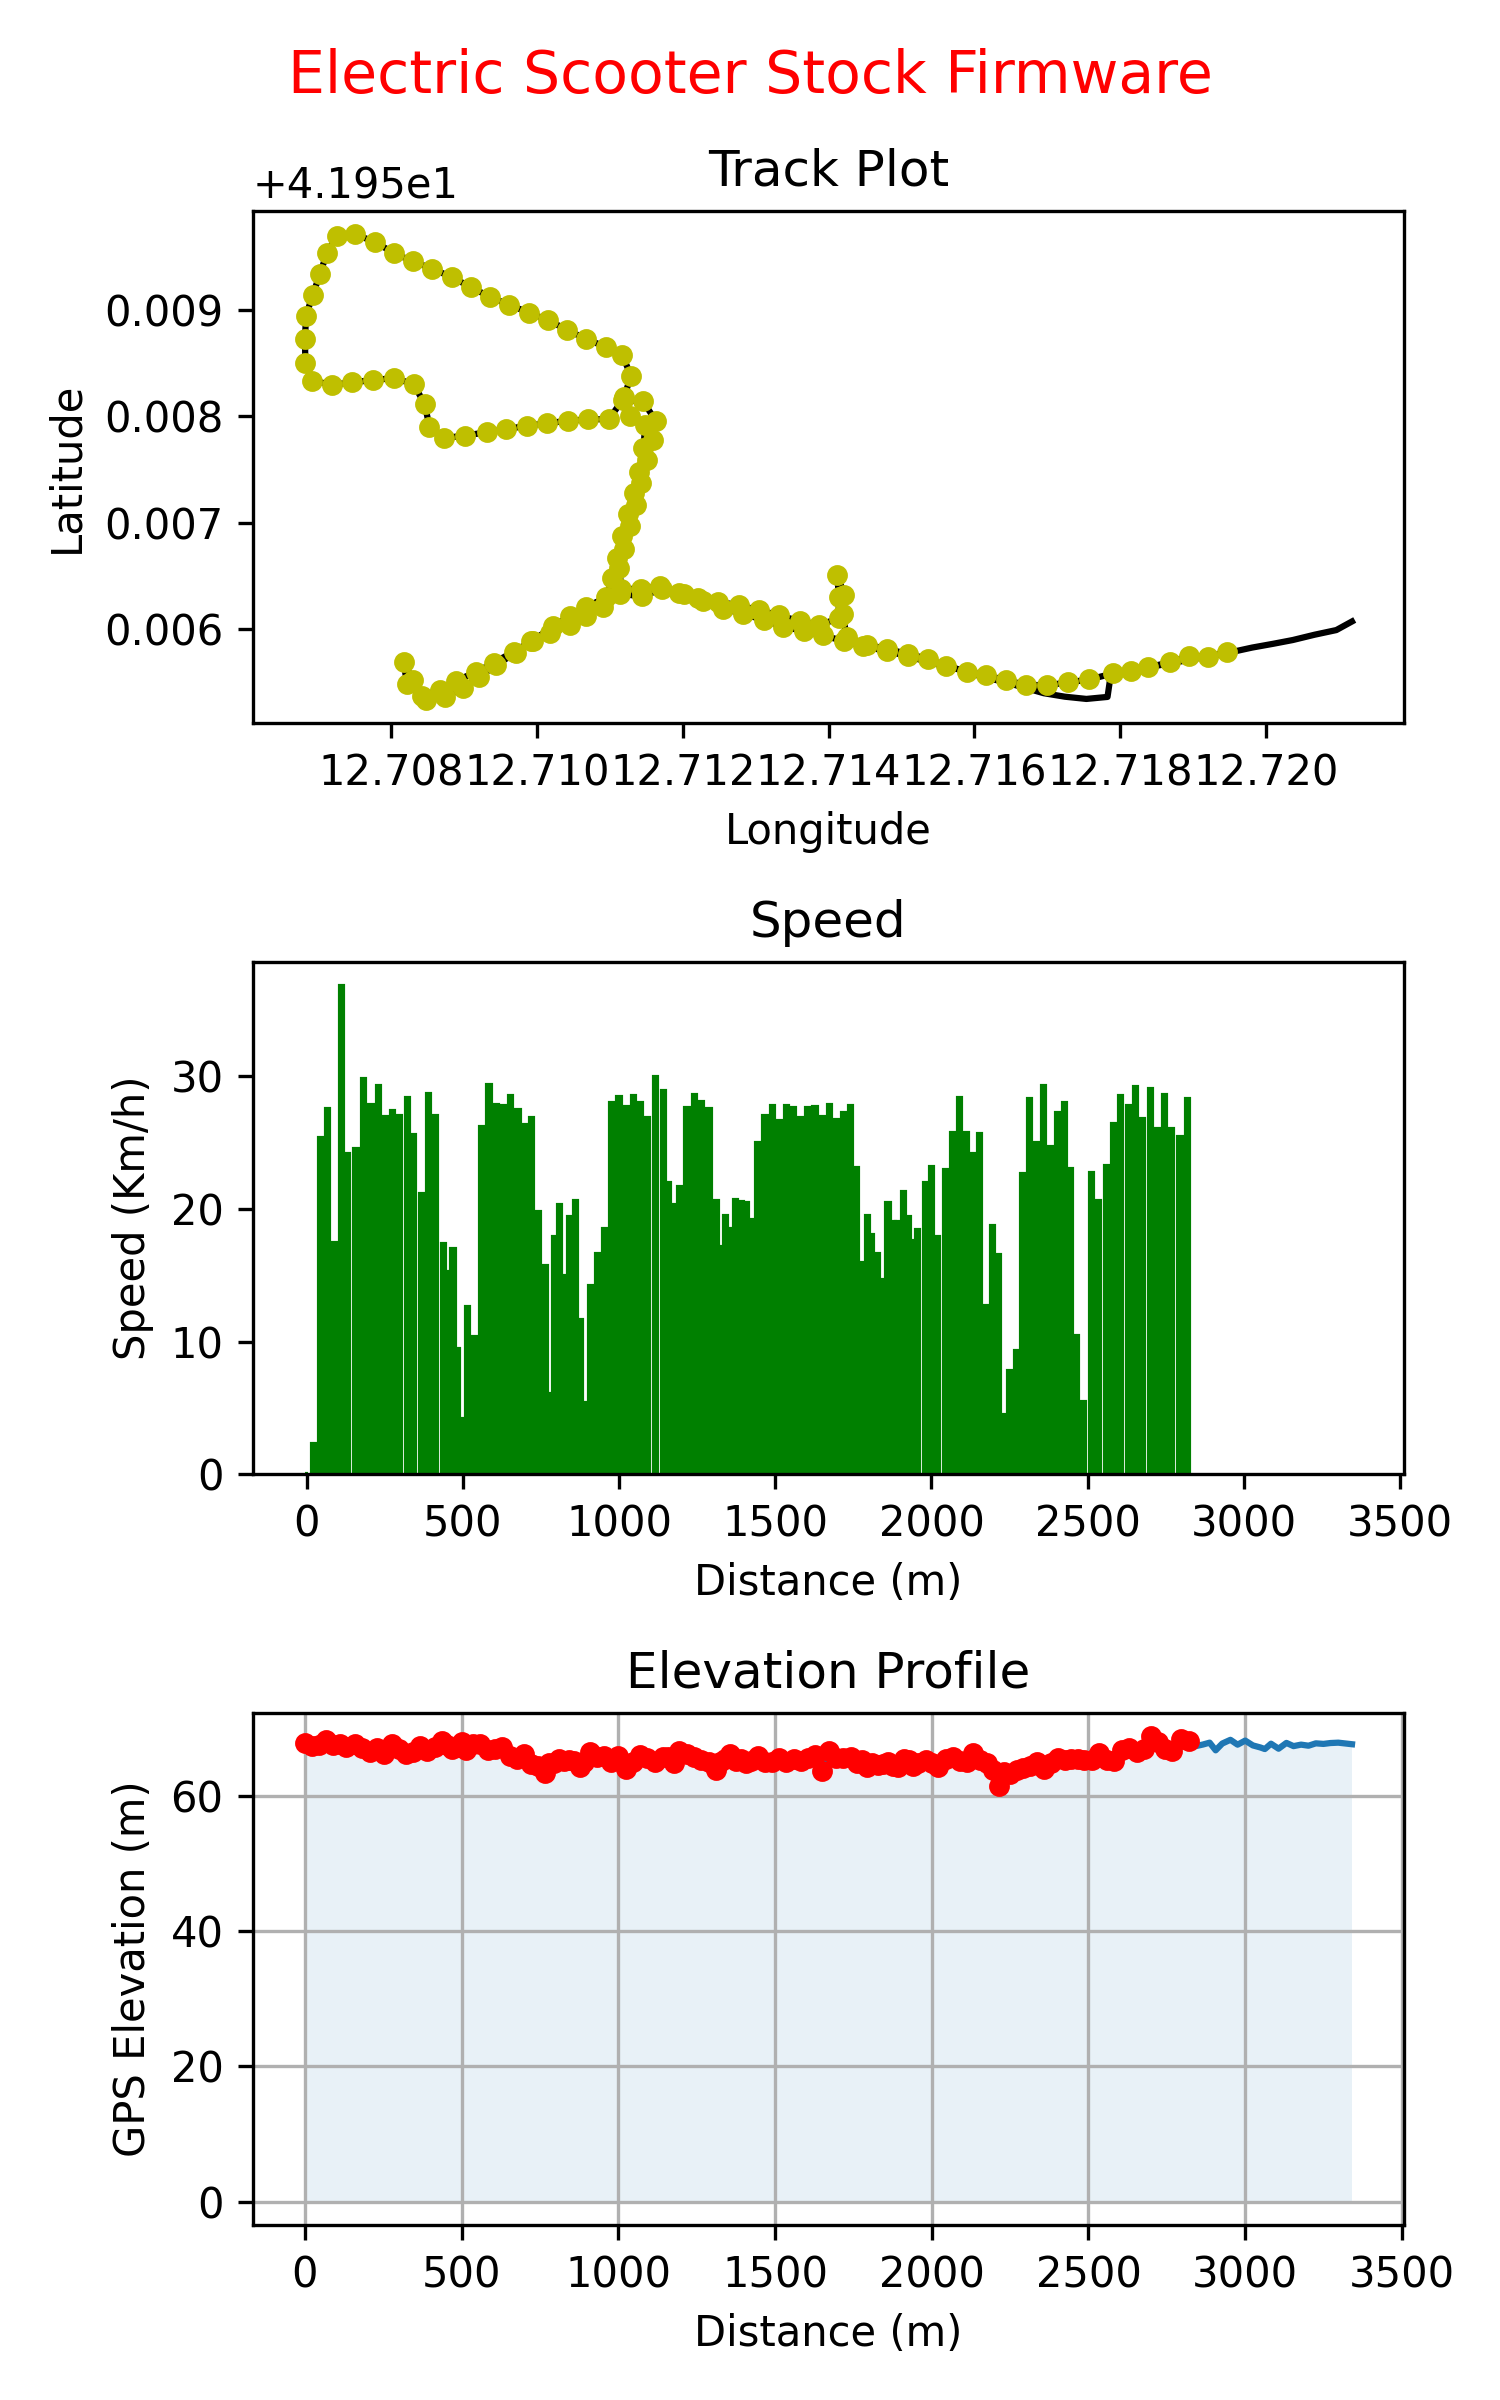 Electric Scooter Stock Firmware
Track Plot
+4.195e1
0.009
0.008
0.007
0.006
Latitude
12.708 12.710 12.712 12.714 12.716 12.718 12.720
Longitude
Speed
30
20
10
0
Speed (Km/h)
0 500 1000 1500 2000 2500 3000 3500
Distance (m)
Elevation Profile
60
40
20
0
GPS Elevation (m)
0 500 1000 1500 2000 2500 3000 3500
Distance (m)